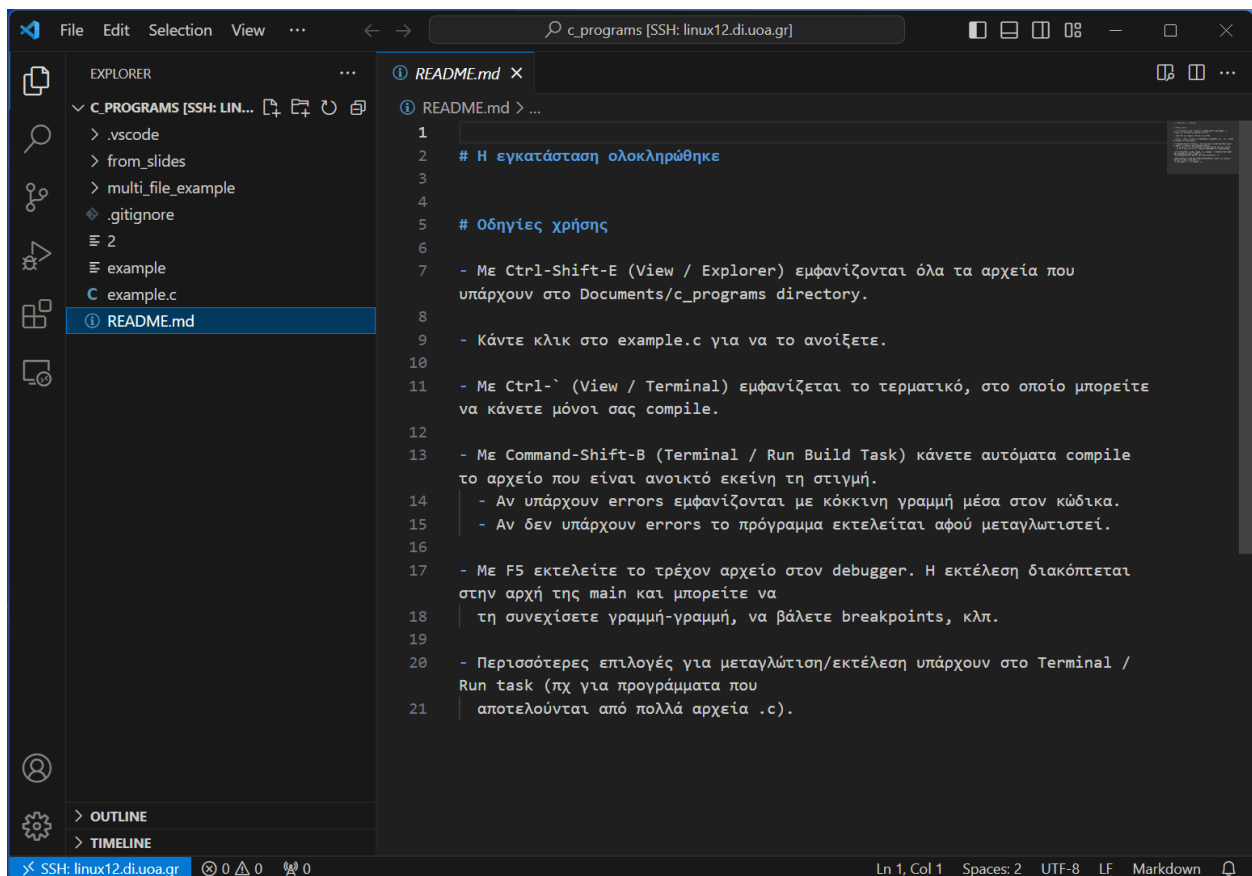 File Edit Selection View ···
c_programs [SSH: linux12.di.uoa.gr]
EXPLORER
C_PROGRAMS [SSH: LIN...
.vscode
from_slides
multi_file_example
.gitignore
2
example
C example.c
README.md
OUTLINE
TIMELINE
README.md
README.md > ...
1
2 # Η εγκατάσταση ολοκληρώθηκε
3
4
5 # Οδηγίες χρήσης
6
7 - Με Ctrl-Shift-E (View / Explorer) εμφανίζονται όλα τα αρχεία που
υπάρχουν στο Documents/c_programs directory.
8
9 - Κάντε κλικ στο example.c για να το ανοίξετε.
10
11 - Με Ctrl-` (View / Terminal) εμφανίζεται το τερματικό, στο οποίο μπορείτε
να κάνετε μόνοι σας compile.
12
13 - Με Command-Shift-B (Terminal / Run Build Task) κάνετε αυτόματα compile
το αρχείο που είναι ανοικτό εκείνη τη στιγμή.
14 - Αν υπάρχουν errors εμφανίζονται με κόκκινη γραμμή μέσα στον κώδικα.
15 - Αν δεν υπάρχουν errors το πρόγραμμα εκτελείται αφού μεταγλωτιστεί.
16
17 - Με F5 εκτελείτε το τρέχον αρχείο στον debugger. Η εκτέλεση διακόπτεται
στην αρχή της main και μπορείτε να
18 τη συνεχίσετε γραμμή-γραμμή, να βάλετε breakpoints, κλπ.
19
20 - Περισσότερες επιλογές για μεταγλώτιση/εκτέλεση υπάρχουν στο Terminal /
Run task (πχ για προγράμματα που
21 αποτελούνται από πολλά αρχεία .c).
SSH: linux12.di.uoa.gr 0 0 0 Ln 1, Col 1 Spaces: 2 UTF-8 LF Markdown